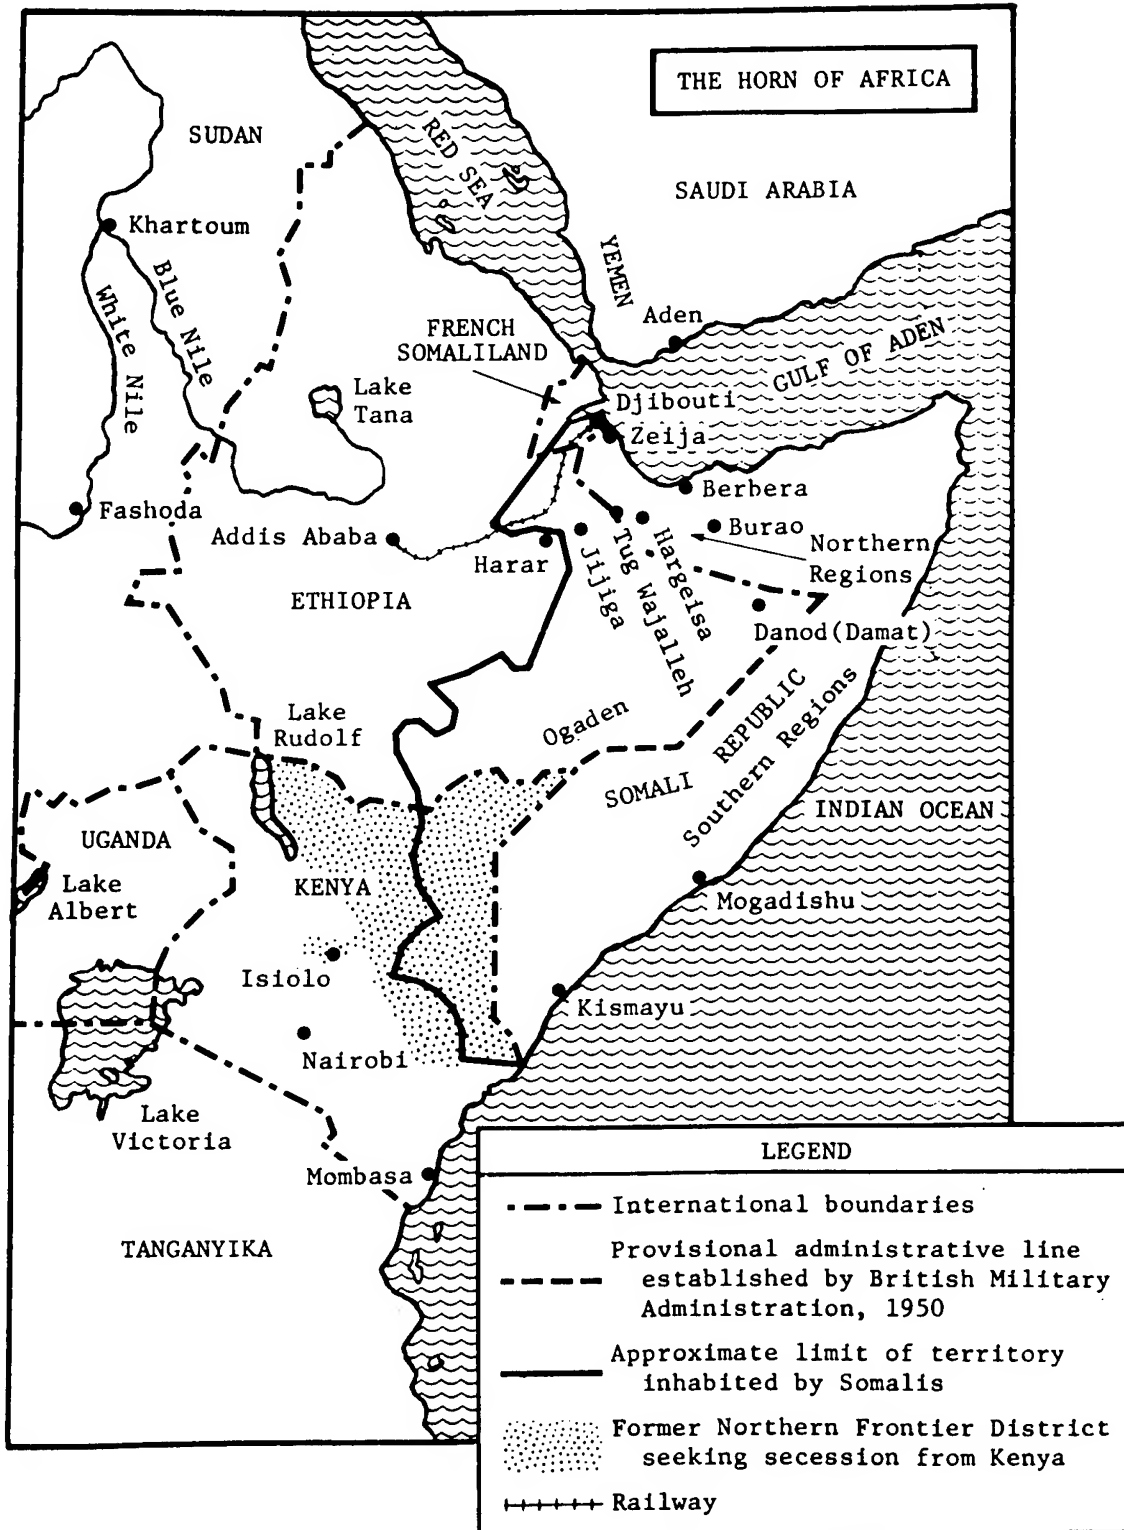 THE HORN OF AFRICA
SUDAN
RED SEA
SAUDI ARABIA
Khartoum
YEMEN
White Nile
Blue Nile
Aden
FRENCH
SOMALILAND
GULF OF ADEN
Lake
Tana
Djibouti
Zeija
Berbera
Fashoda
Burao
Addis Ababa
Harar
Jijiga
Tug Wajalleh
Hargeisa
Northern
Regions
ETHIOPIA
Danod(Damat)
Lake
Rudolf
Ogaden
SOMALI REPUBLIC
Southern Regions
INDIAN OCEAN
UGANDA
KENYA
Lake
Albert
Mogadishu
Isiolo
Kismayu
Nairobi
Lake
Victoria
Mombasa
TANGANYIKA
LEGEND
International boundaries
Provisional administrative line
established by British Military
Administration, 1950
Approximate limit of territory
inhabited by Somalis
Former Northern Frontier District
seeking secession from Kenya
Railway